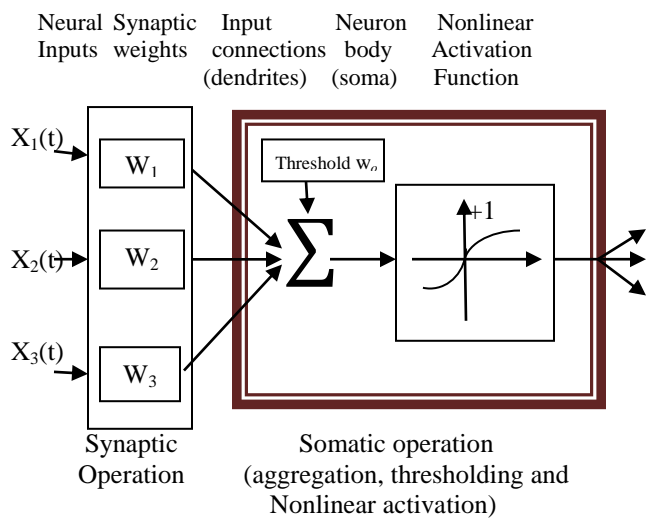 Neural Synaptic Input Neuron Nonlinear
Inputs weights connections body Activation
(dendrites) (soma) Function
X₁(t)
W₁
Threshold w₀
+1
X₂(t)
W₂
Σ
X₃(t)
W₃
Synaptic
Operation
Somatic operation
(aggregation, thresholding and
Nonlinear activation)